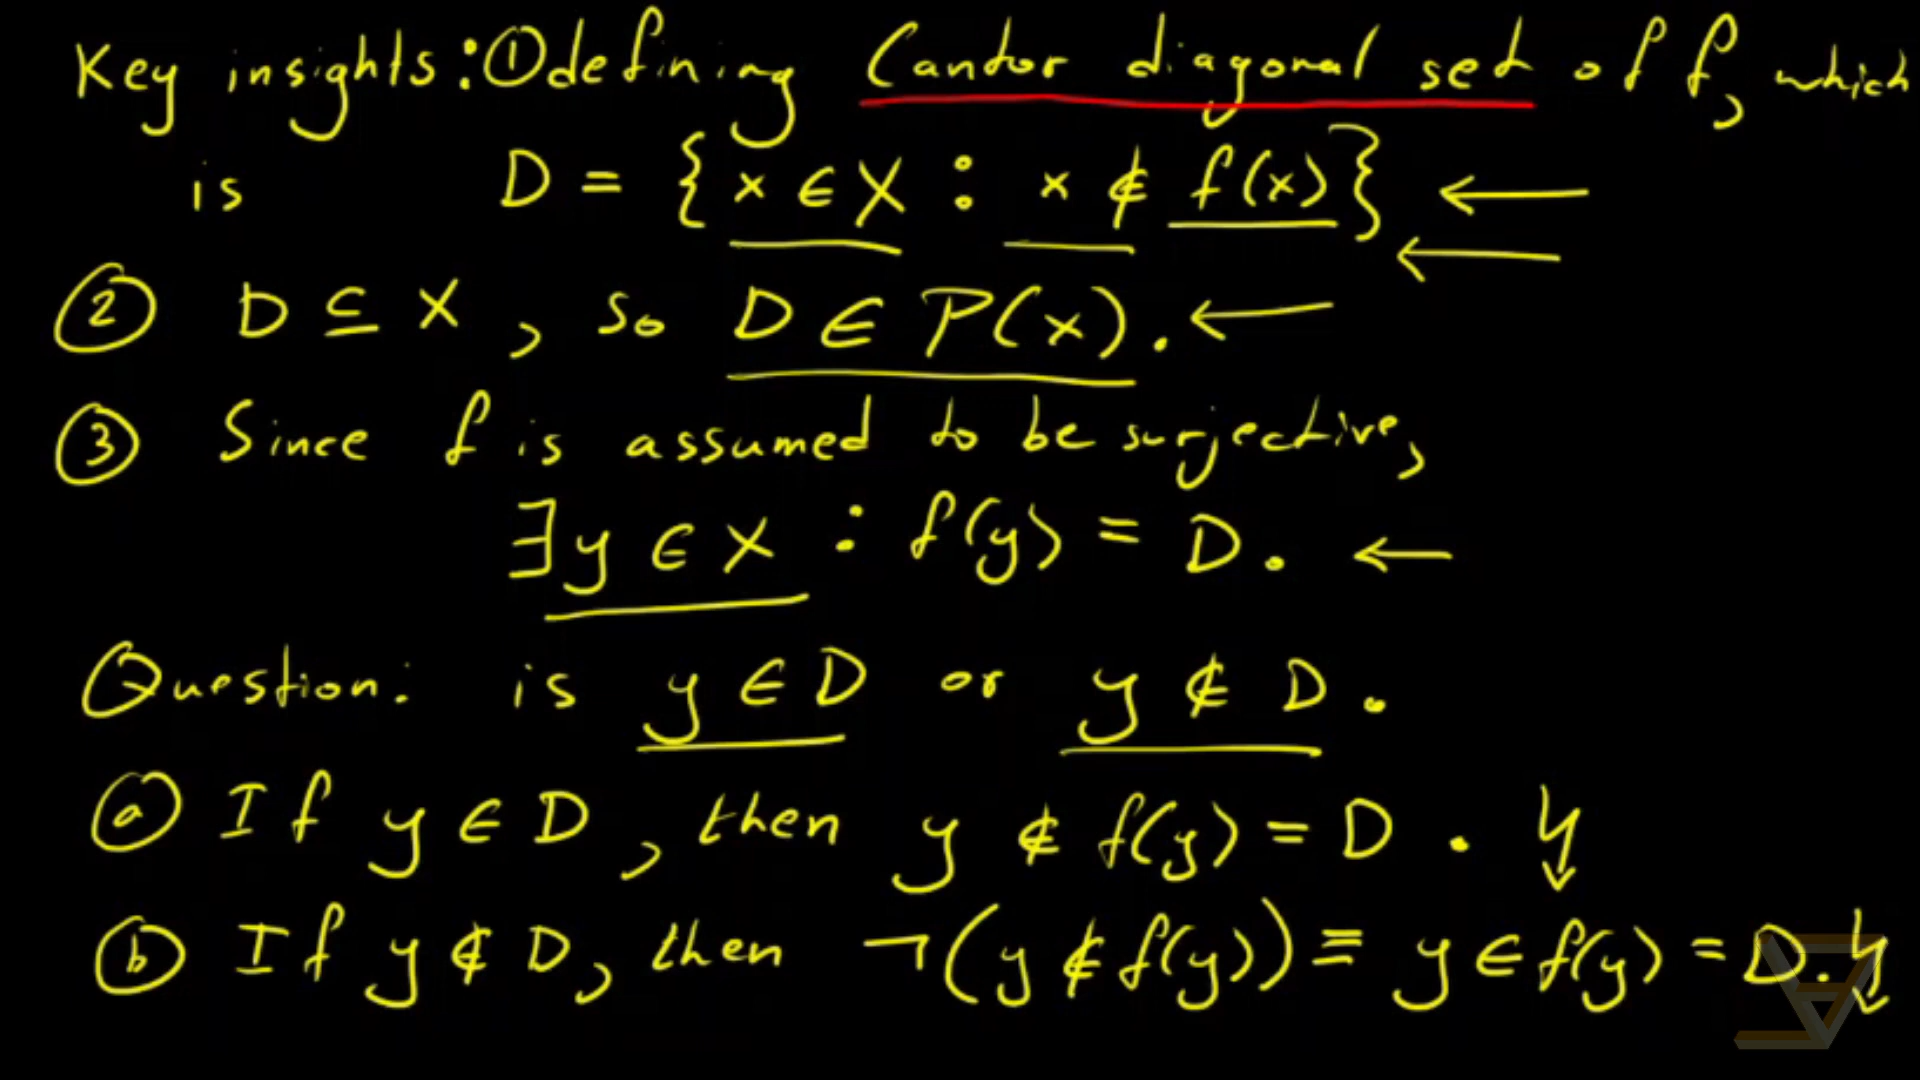 Key insights: ① defining Cantor diagonal set of f, which
is D = {x ∈ X : x ∉ f(x)} ←
←
② D ⊆ X, so D ∈ P(x). ←
③ Since f is assumed to be surjective,
∃y ∈ X : f(y) = D. ←
Question: is y ∈ D or y ∉ D.
ⓐ If y ∈ D, then y ∉ f(y) = D. ↯
ⓑ If y ∉ D, then ¬(y ∉ f(y)) ≡ y ∈ f(y) = D. ↯